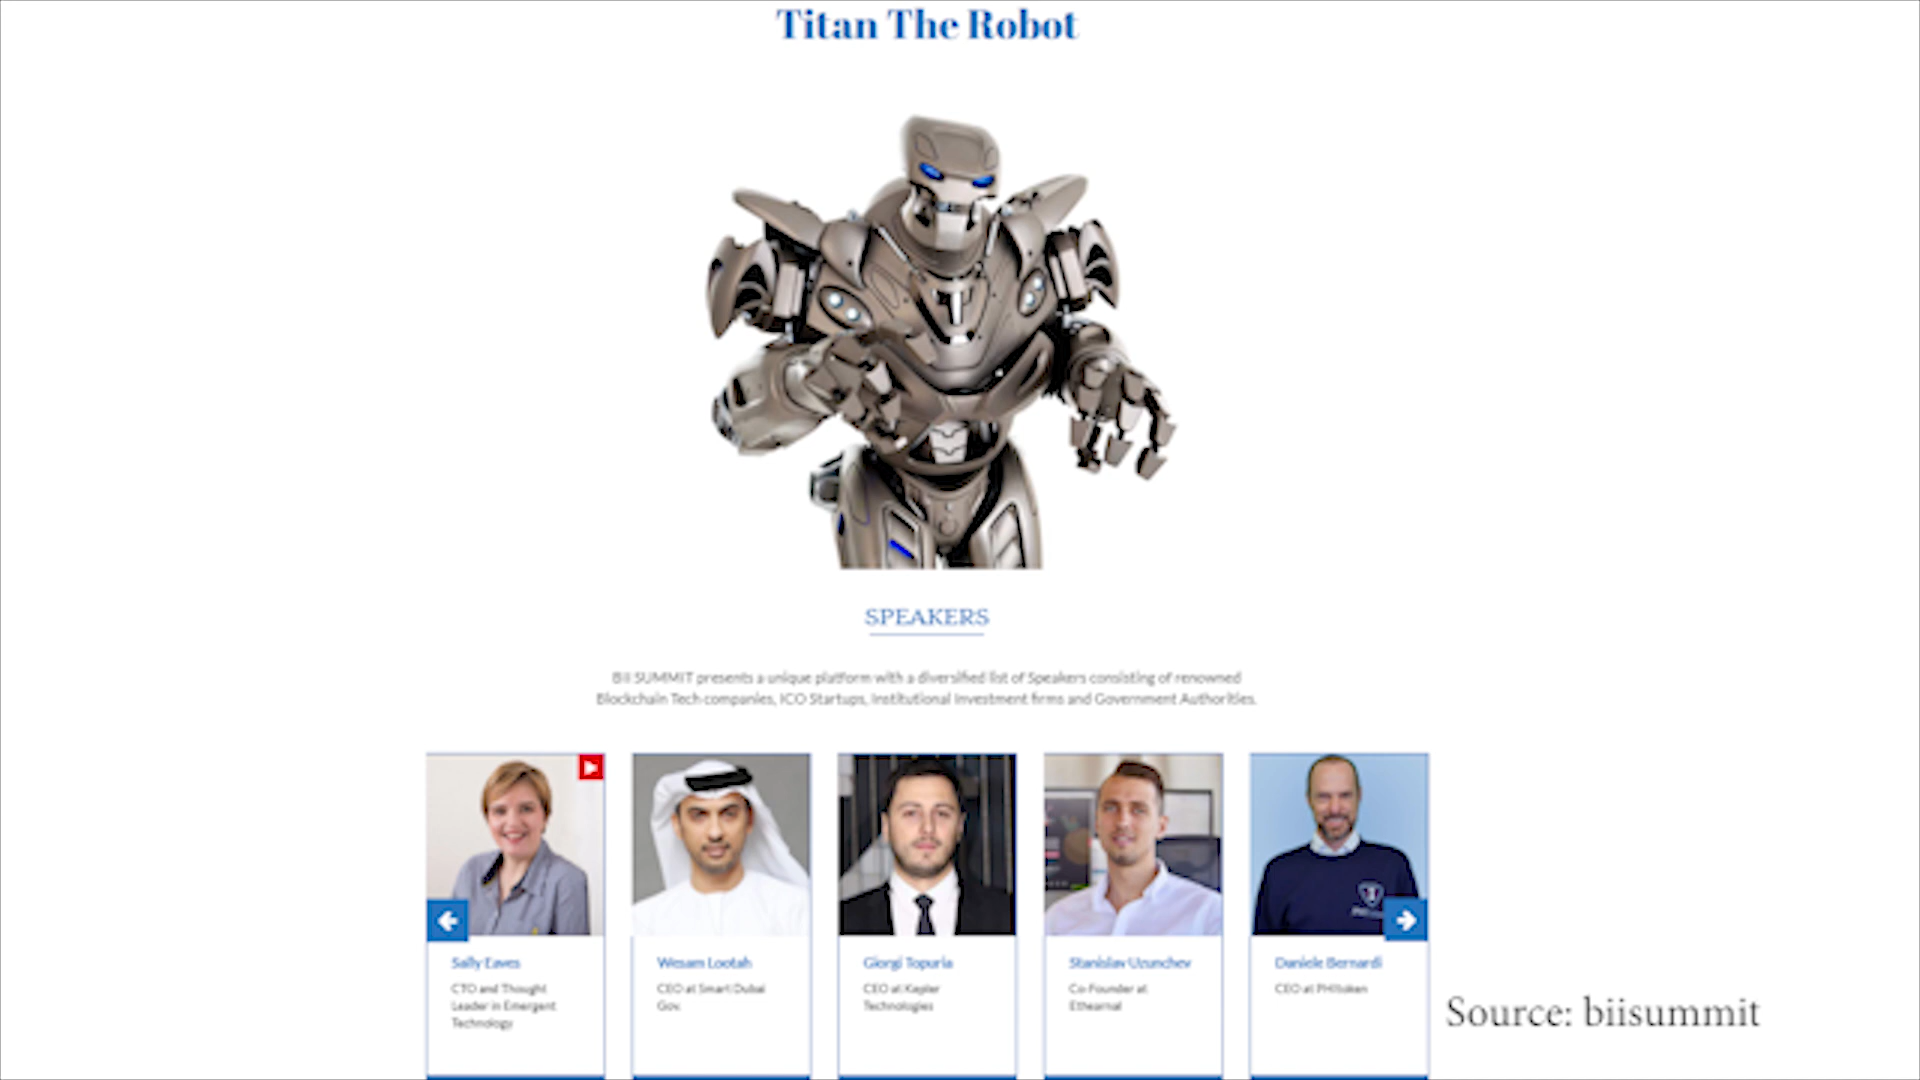 Titan The Robot
T
SPEAKERS
BII SUMMIT presents a unique platform with a diversified list of Speakers consisting of renowned
Blockchain Tech companies, ICO Startups, Institutional Investment firms and Government Authorities.
Sally Eaves
CTO and Thought
Leader in Emergent
Technology
Wesam Lootah
CEO at Smart Dubai
Gov.
Giorgi Topuria
CEO at Kepler
Technologies
Stanislav Uzunchev
Co-Founder at
Ethearnal
Daniele Bernardi
CEO at PHItoken
Source: biisummit